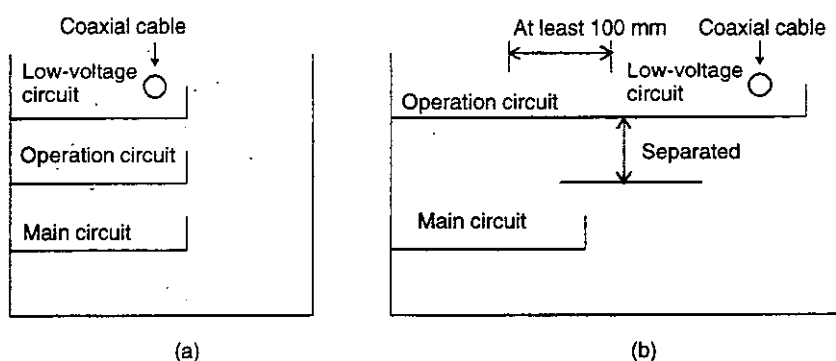 Coaxial cable
Low-voltage
circuit
Operation circuit
Main circuit
(a)
At least 100 mm
Coaxial cable
Low-voltage
circuit
Operation circuit
Separated
Main circuit
(b)